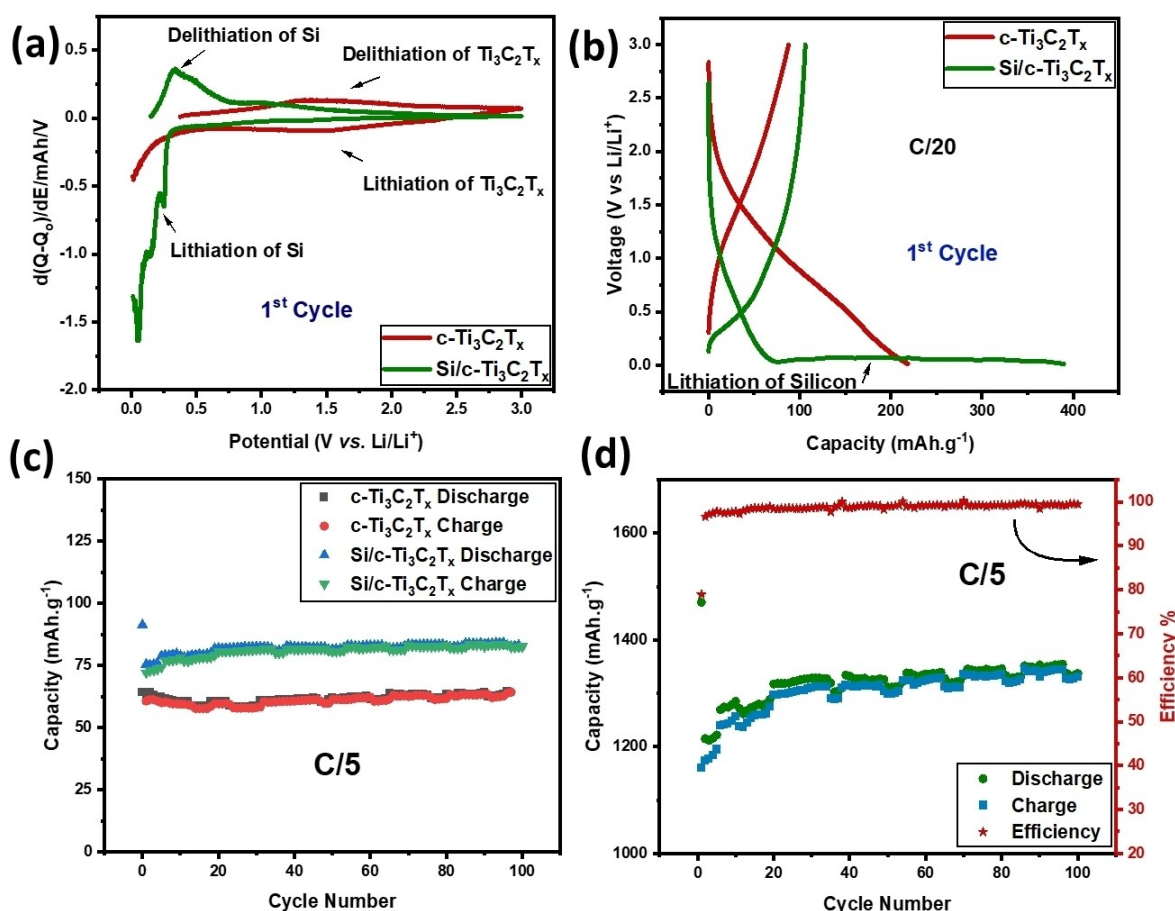 (a)
0.5
0.0
-0.5
-1.0
-1.5
-2.0
d(Q-Qₒ)/dE/mAh/V
Delithiation of Si
Delithiation of Ti₃C₂Tₓ
Lithiation of Ti₃C₂Tₓ
Lithiation of Si
1ˢᵗ Cycle
c-Ti₃C₂Tₓ
Si/c-Ti₃C₂Tₓ
0.0 0.5 1.0 1.5 2.0 2.5 3.0
Potential (V vs. Li/Li⁺)
(b)
3.0
2.5
2.0
1.5
1.0
0.5
0.0
Voltage (V vs Li/Li⁺)
c-Ti₃C₂Tₓ
Si/c-Ti₃C₂Tₓ
C/20
1ˢᵗ Cycle
Lithiation of Silicon
0 100 200 300 400
Capacity (mAh.g⁻¹)
(c)
150
125
100
75
50
25
0
Capacity (mAh.g⁻¹)
c-Ti₃C₂Tₓ Discharge
c-Ti₃C₂Tₓ Charge
Si/c-Ti₃C₂Tₓ Discharge
Si/c-Ti₃C₂Tₓ Charge
C/5
0 20 40 60 80 100
Cycle Number
(d)
1600
1400
1200
1000
Capacity (mAh.g⁻¹)
C/5
Discharge
Charge
Efficiency
100
90
80
70
60
50
40
30
20
Efficiency %
0 20 40 60 80 100
Cycle Number